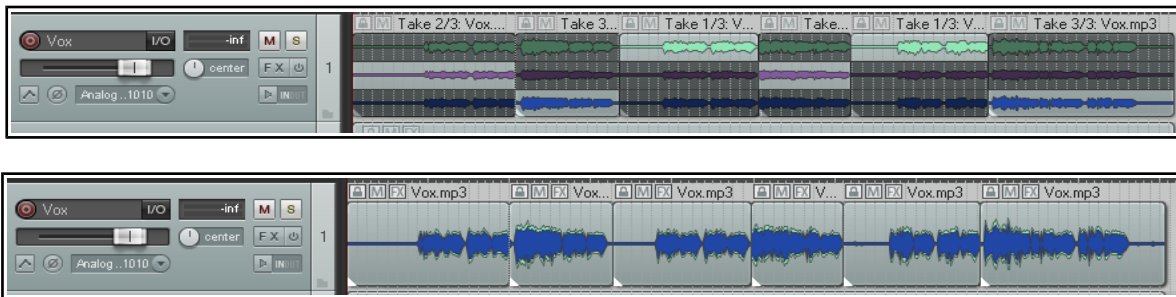 Take 2/3: Vox.... Take 3... Take 1/3: V... Take... Take 1/3: V... Take 3/3: Vox.mp3
Vox I/O -inf M S
center FX 1
Analog...1010 IN
Vox.mp3 Vox... Vox.mp3 V... Vox.mp3 Vox.mp3
Vox I/O -inf M S
center FX 1
Analog...1010 IN